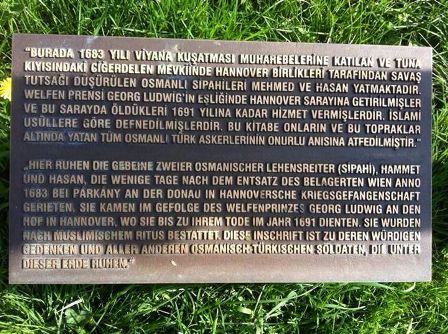 "BURADA 1683 YILI VİYANA KUŞATMASI MUHAREBELERİNE KATILAN VE TUNA
KIYISINDAKİ CİĞERDELEN MEVKİİNDE HANNOVER BİRLİKLERİ TARAFINDAN SAVAŞ
TUTSAĞI DÜŞÜRÜLEN OSMANLI SİPAHİLERİ MEHMED VE HASAN YATMAKTADIR.
WELFEN PRENSİ GEORG LUDWIG'İN EŞLİĞİNDE HANNOVER SARAYINA GETİRİLMİŞLER
VE BU SARAYDA ÖLDÜKLERİ 1691 YILINA KADAR HİZMET VERMİŞLERDİR. İSLAMİ
USÜLLERE GÖRE DEFNEDİLMİŞLERDİR. BU KİTABE ONLARIN VE BU TOPRAKLAR
ALTINDA YATAN TÜM OSMANLI TÜRK ASKERLERİNİN ONURLU ANISINA ATFEDİLMİŞTİR."
"HIER RUHEN DIE GEBEINE ZWEIER OSMANISCHER LEHENSREITER (SİPAHİ), HAMMET
UND HASAN, DIE WENIGE TAGE NACH DEM ENTSATZ DES BELAGERTEN WIEN ANNO
1683 BEI PÁRKÁNY AN DER DONAU IN HANNOVERSCHE KRIEGSGEFANGENSCHAFT
GERIETEN. SIE KAMEN IM GEFOLGE DES WELFENPRINZES GEORG LUDWIG AN DEN
HOF IN HANNOVER, WO SIE BIS ZU IHREM TODE IM JAHR 1691 DIENTEN. SIE WURDEN
NACH MUSLIMISCHEM RITUS BESTATTET. DIESE INSCHRIFT IST ZU DEREN WÜRDIGEN
GEDENKEN UND ALLER ANDEREN OSMANISCH-TÜRKISCHEN SOLDATEN, DIE UNTER
DIESER ERDE RUHEN."